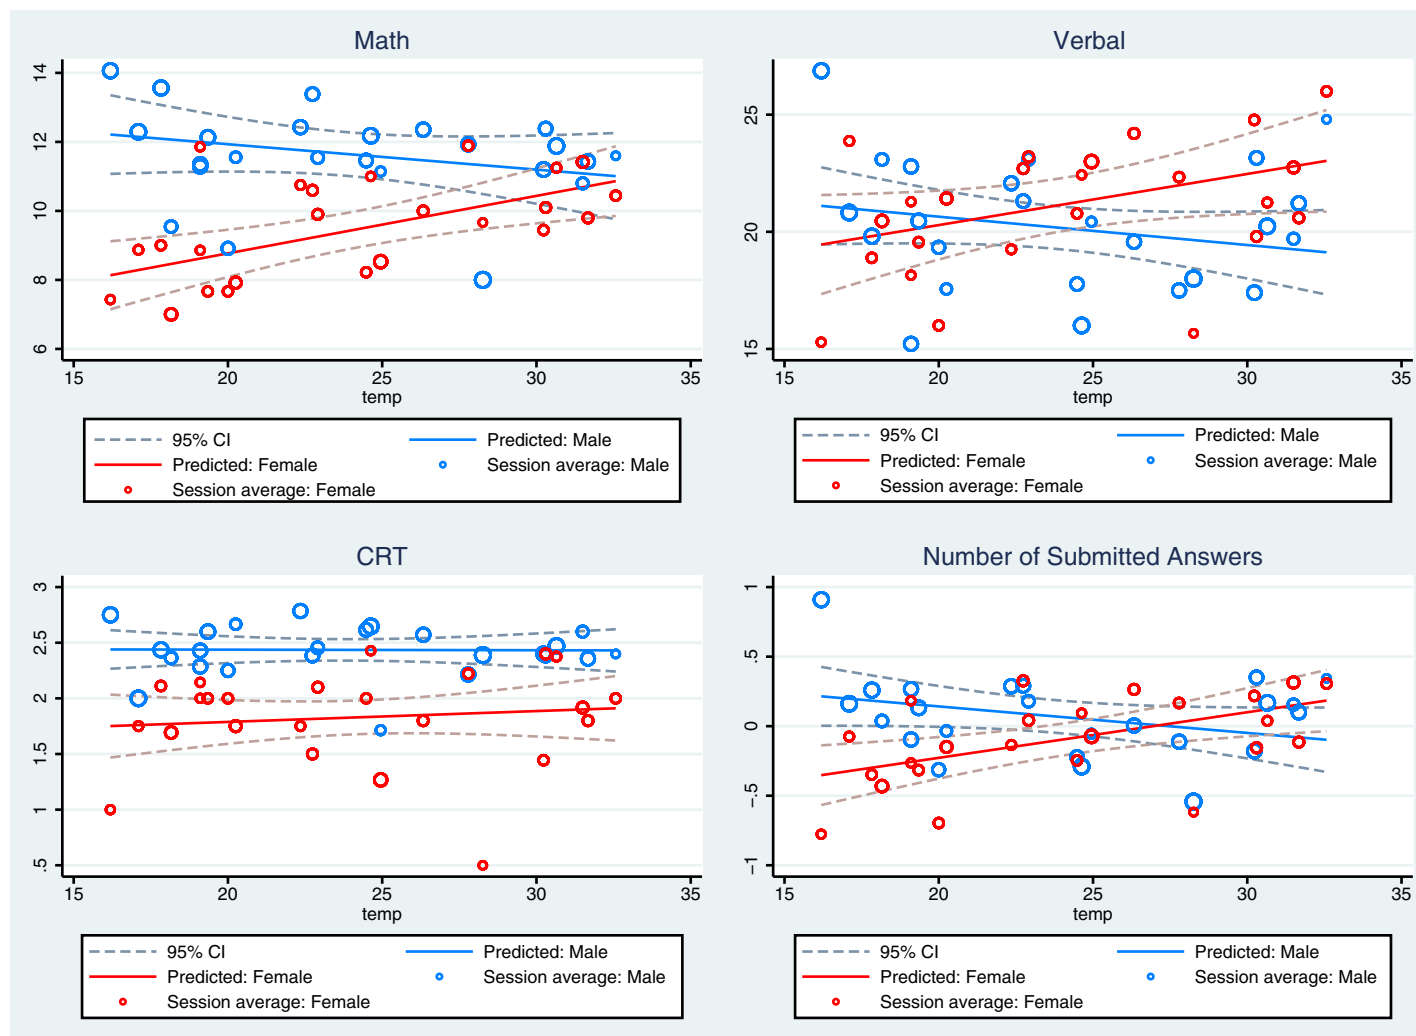 Math
14
12
10
8
6
15 20 25 30 35
temp
95% CI Predicted: Male
Predicted: Female Session average: Male
Session average: Female
Verbal
25
20
15
15 20 25 30 35
temp
95% CI Predicted: Male
Predicted: Female Session average: Male
Session average: Female
CRT
3
2.5
2
1.5
1
.5
15 20 25 30 35
temp
95% CI Predicted: Male
Predicted: Female Session average: Male
Session average: Female
Number of Submitted Answers
1
.5
0
−.5
−1
15 20 25 30 35
temp
95% CI Predicted: Male
Predicted: Female Session average: Male
Session average: Female